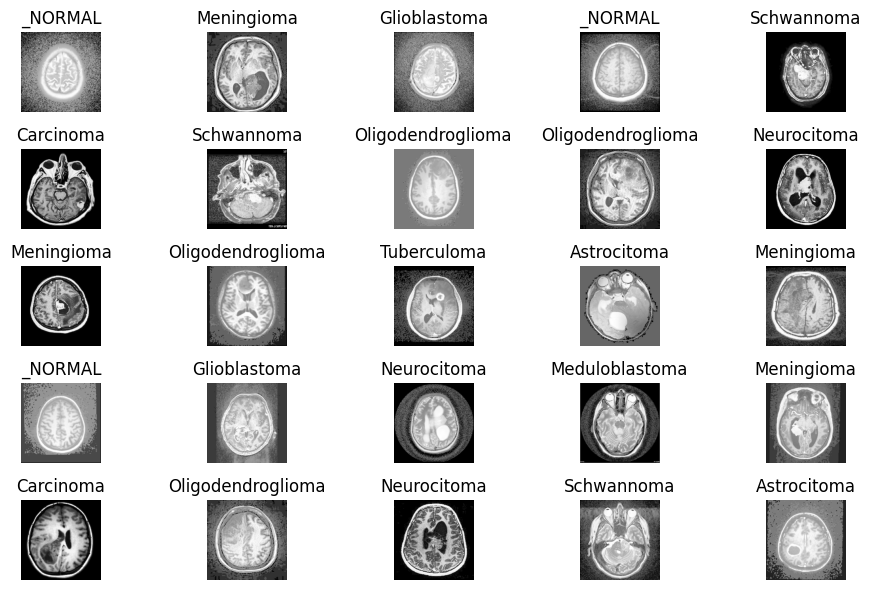 _NORMAL Meningioma Glioblastoma _NORMAL Schwannoma
Carcinoma Schwannoma Oligodendroglioma Oligodendroglioma Neurocitoma
Meningioma Oligodendroglioma Tuberculoma Astrocitoma Meningioma
_NORMAL Glioblastoma Neurocitoma Meduloblastoma Meningioma
Carcinoma Oligodendroglioma Neurocitoma Schwannoma Astrocitoma